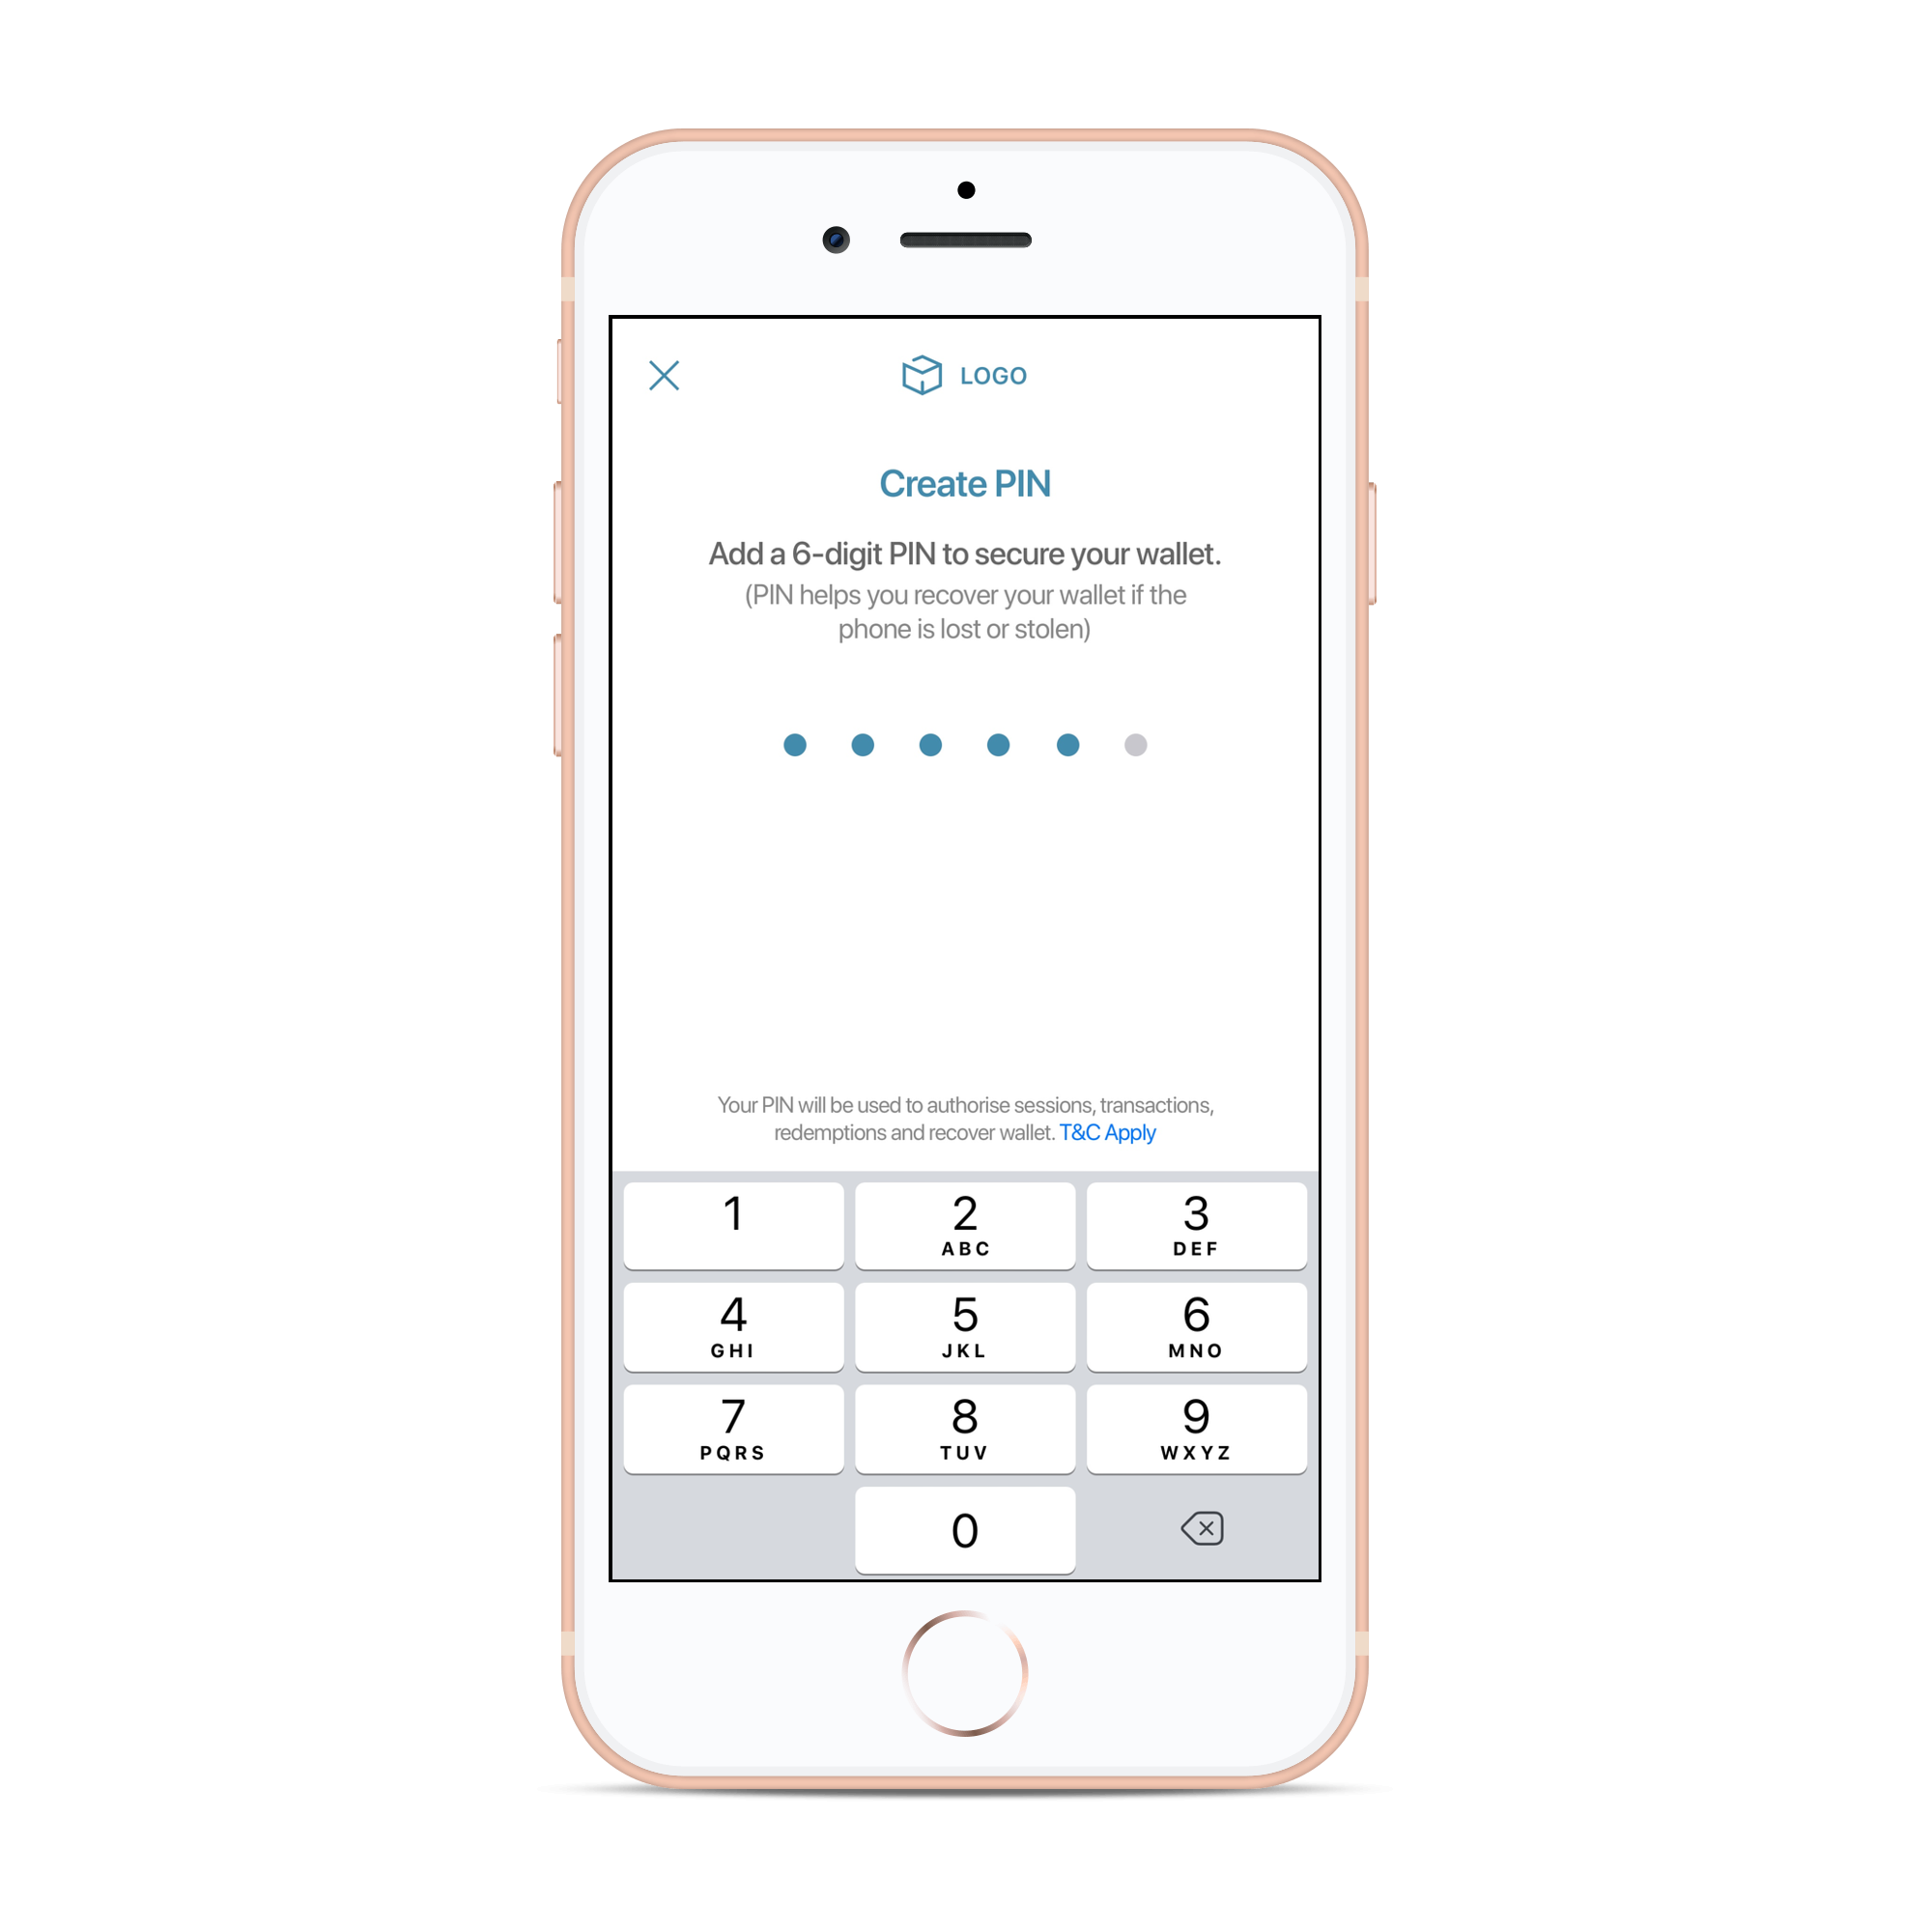 LOGO
Create PIN
Add a 6-digit PIN to secure your wallet.
(PIN helps you recover your wallet if the
phone is lost or stolen)
Your PIN will be used to authorise sessions, transactions,
redemptions and recover wallet. T&C Apply
1
2
3
ABC
DEF
4
5
6
GHI
JKL
MNO
7
8
9
PQRS
TUV
WXYZ
0